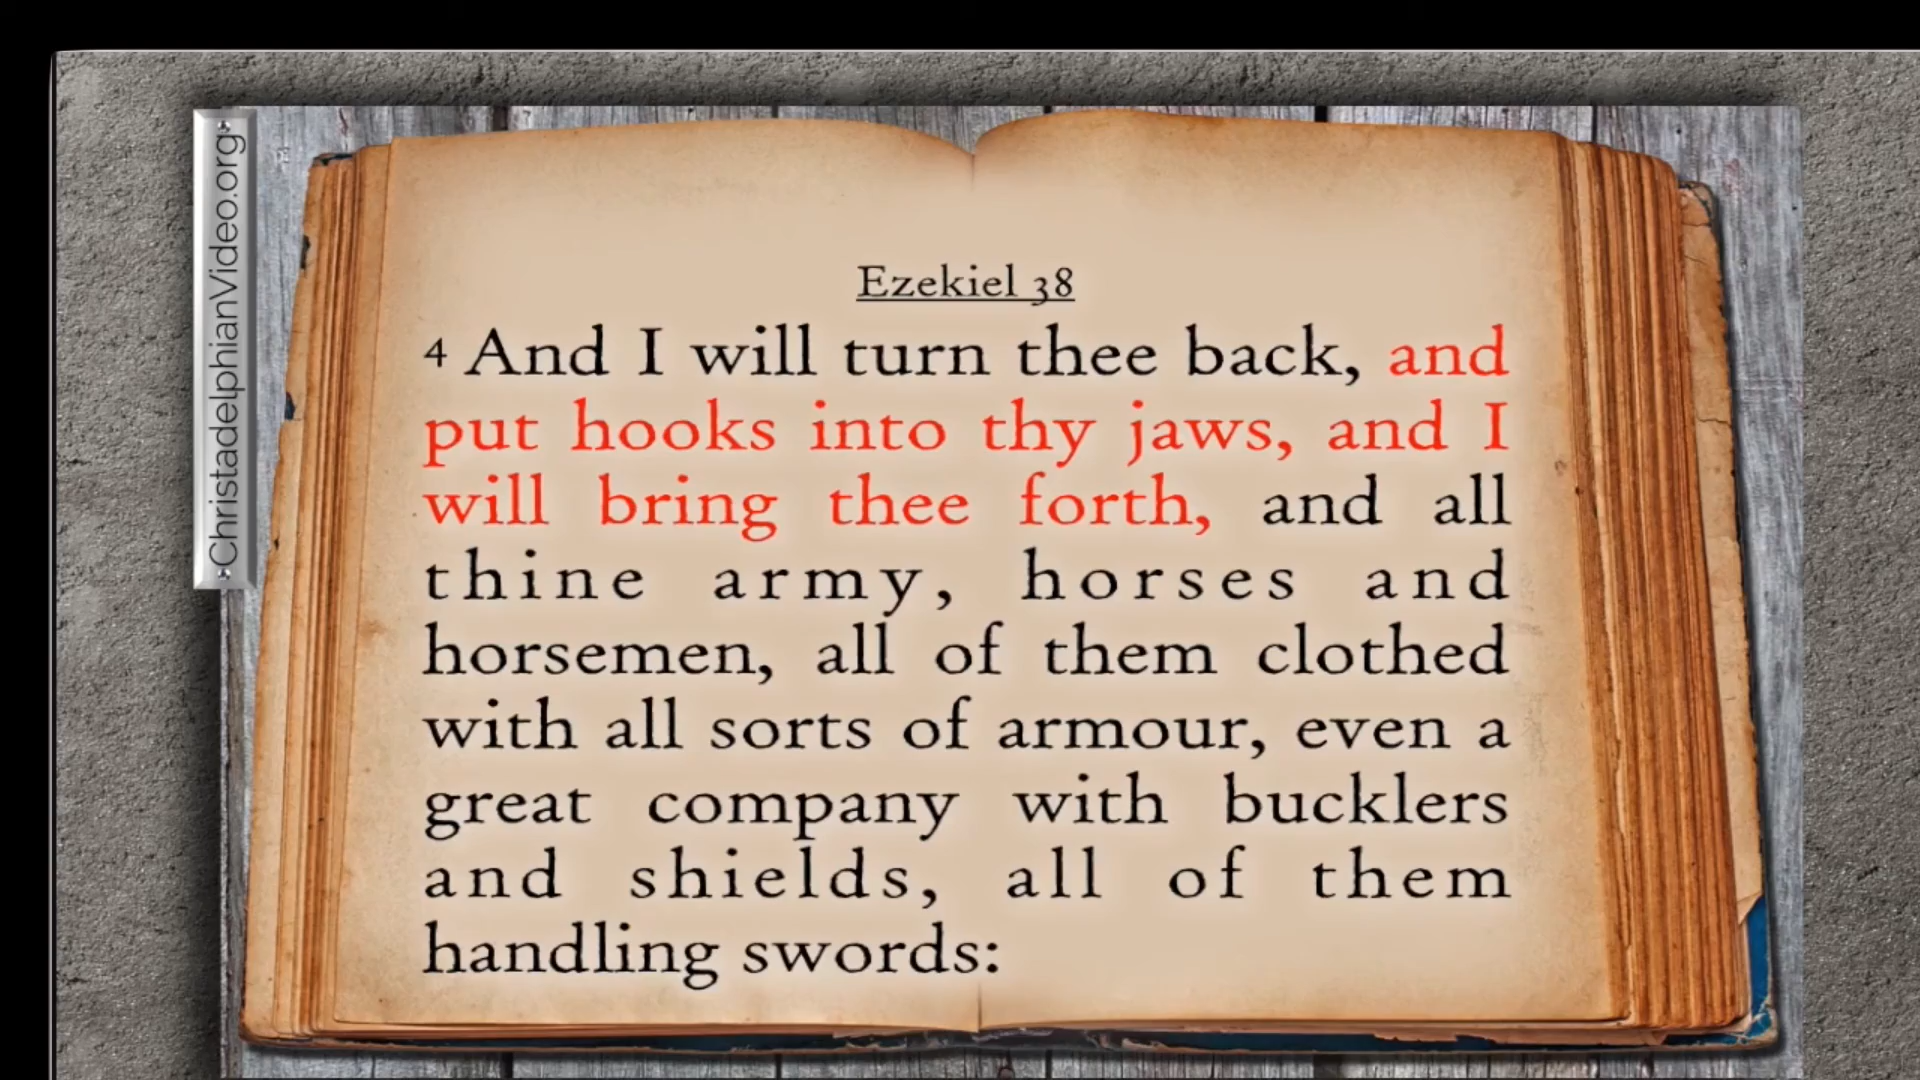 ChristadelphianVideo.org
Ezekiel 38
4 And I will turn thee back, and
put hooks into thy jaws, and I
will bring thee forth, and all
thine army, horses and
horsemen, all of them clothed
with all sorts of armour, even a
great company with bucklers
and shields, all of them
handling swords: